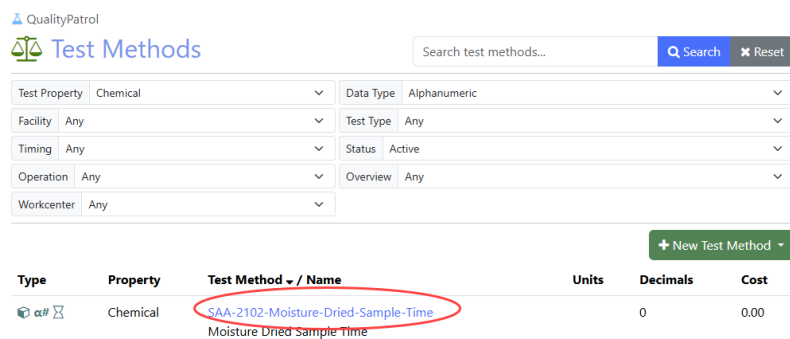 QualityPatrol
Test Methods
Search test methods... Search Reset
Test Property Chemical Data Type Alphanumeric
Facility Any Test Type Any
Timing Any Status Active
Operation Any Overview Any
Workcenter Any
New Test Method
Type Property Test Method / Name Units Decimals Cost
α# Chemical SAA-2102-Moisture-Dried-Sample-Time 0 0.00
Moisture Dried Sample Time